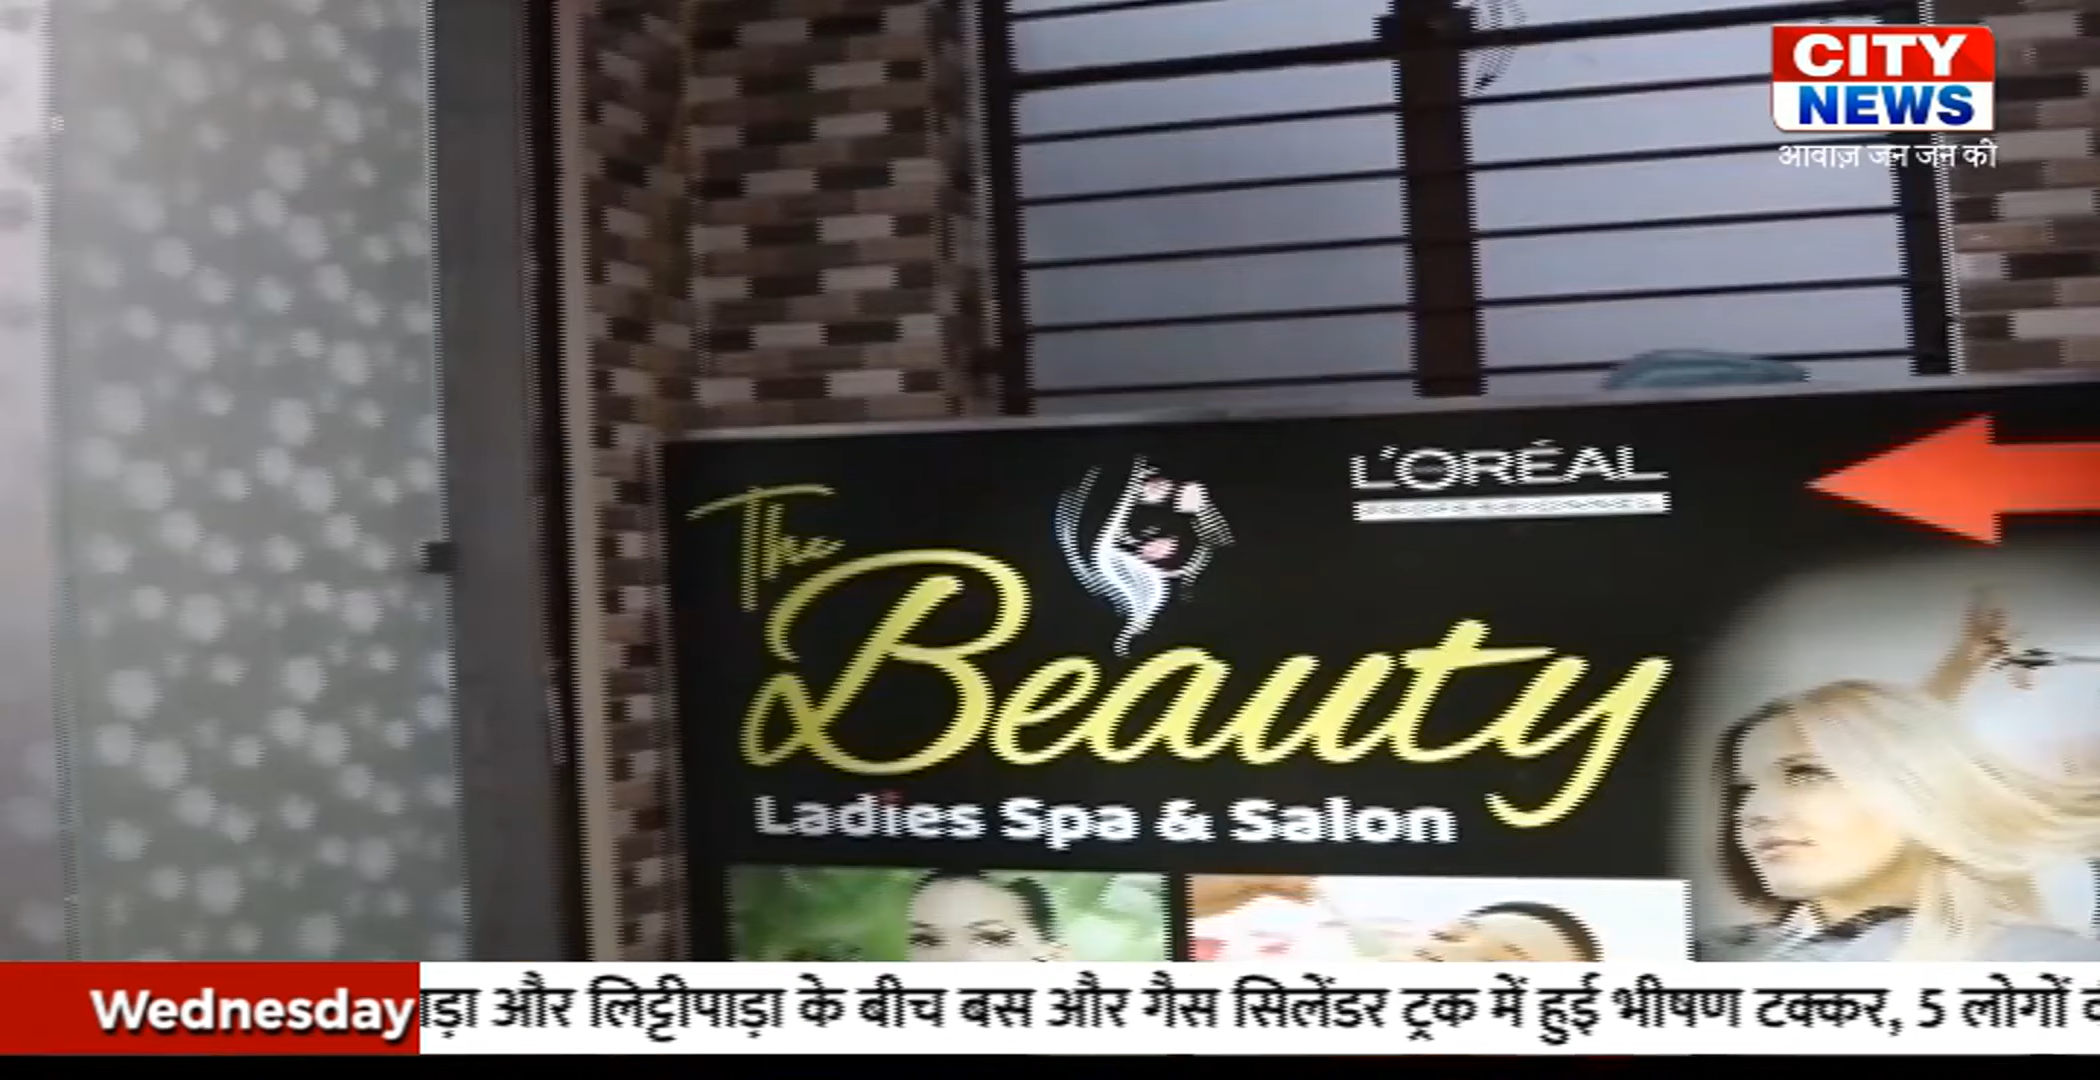 CITY
NEWS
आवाज़ जन जन की
L'ORÉAL
The
Beauty
Ladies Spa & Salon
Wednesday
और लिट्टीपाड़ा के बीच बस और गैस सिलेंडर ट्रक में हुई भीषण टक्कर, 5 लोगों